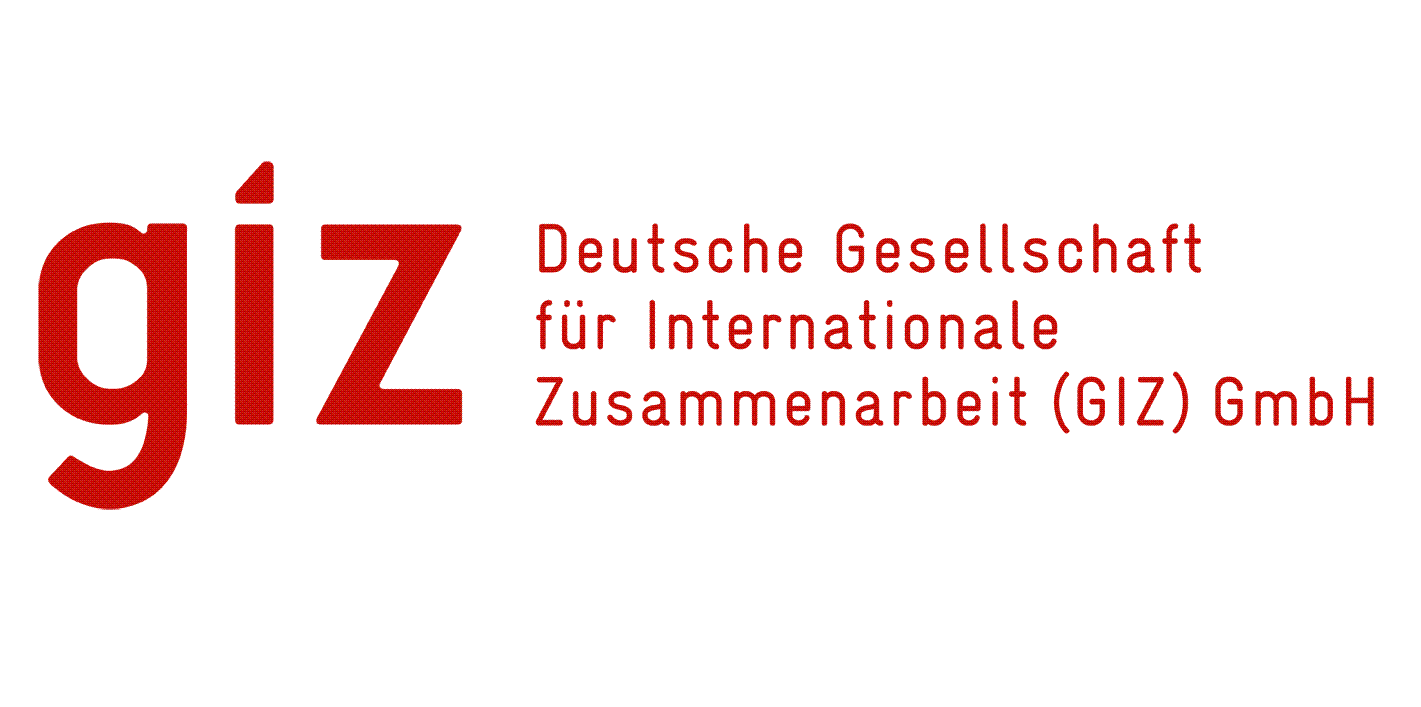 giz
Deutsche Gesellschaft
für Internationale
Zusammenarbeit (GIZ) GmbH